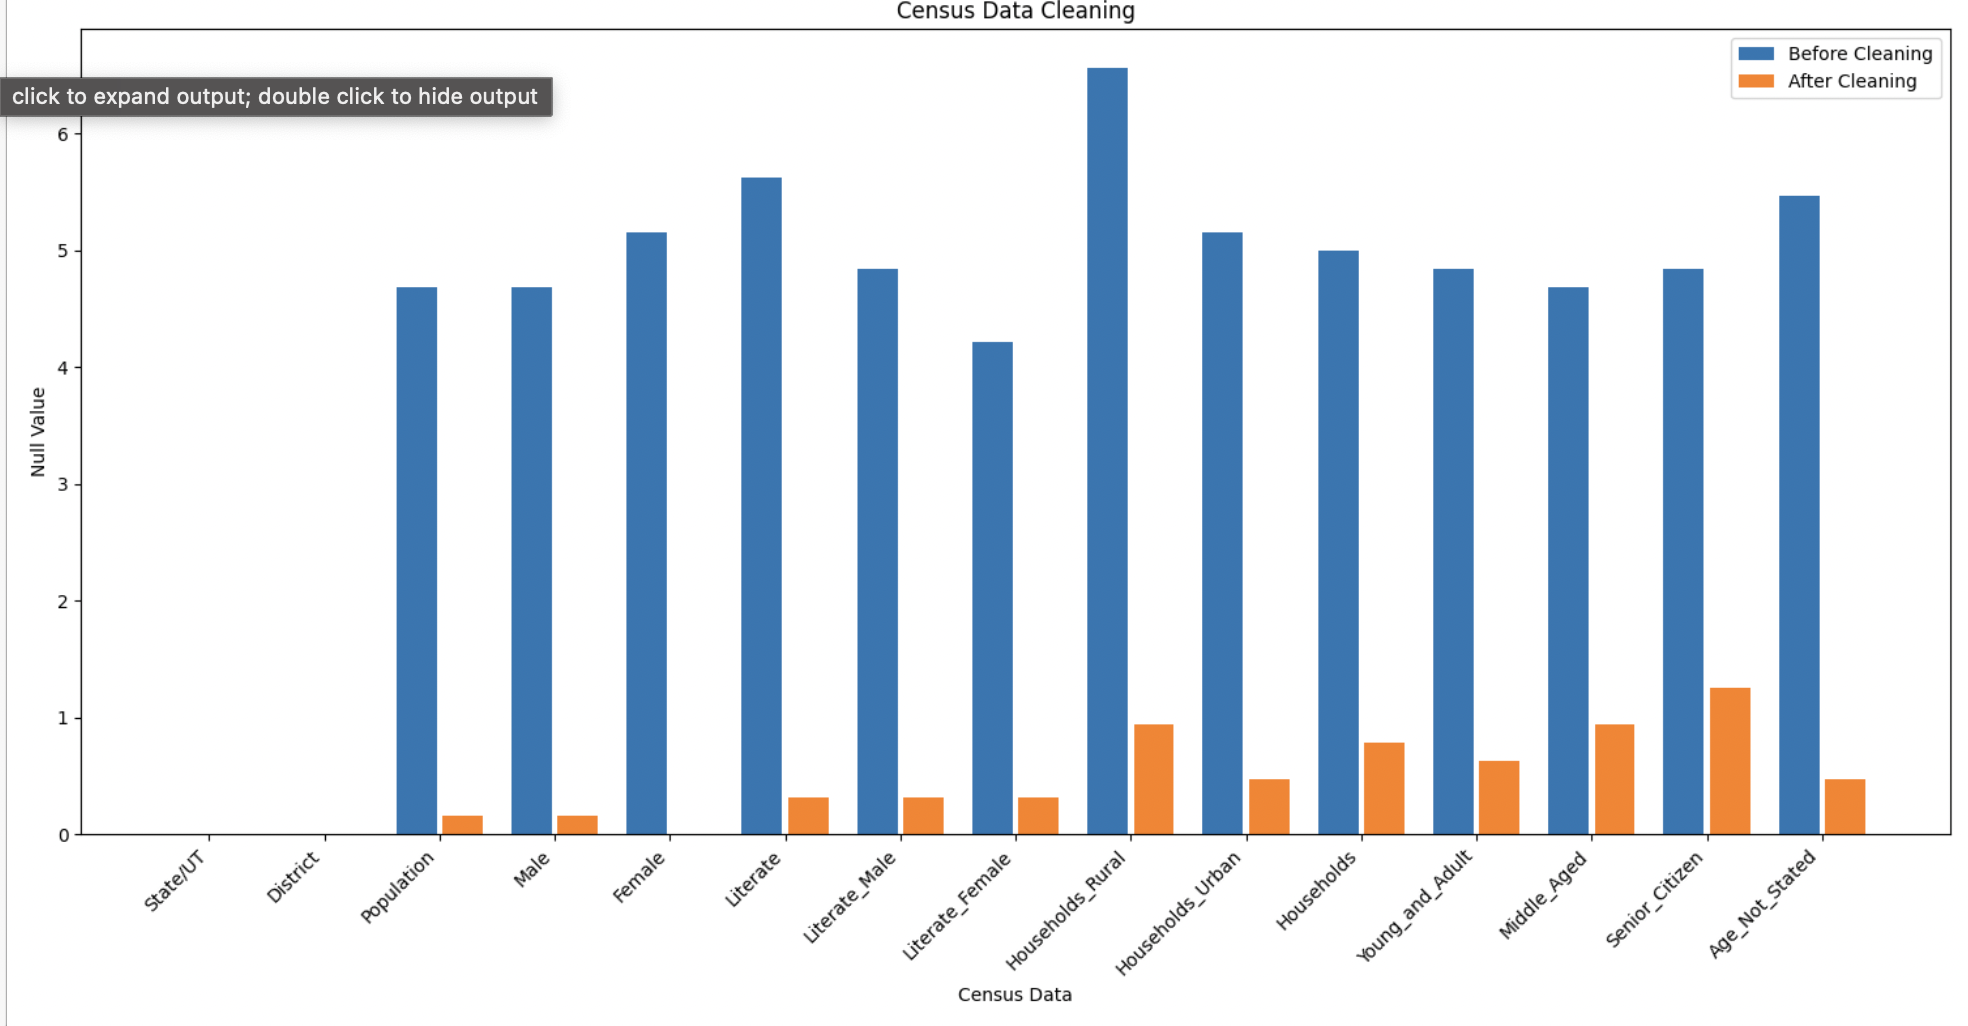 Census Data Cleaning
Before Cleaning
After Cleaning
click to expand output; double click to hide output
6
5
4
3
2
1
0
Null Value
State/UT
District
Population
Male
Female
Literate
Literate_Male
Literate_Female
Households_Rural
Households_Urban
Households
Young_and_Adult
Middle_Aged
Senior_Citizen
Age_Not_Stated
Census Data